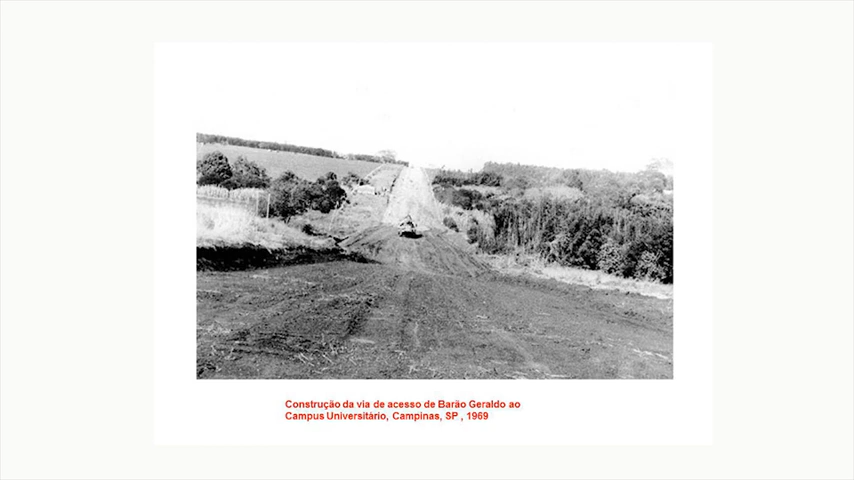 Construção da via de acesso de Barão Geraldo ao
Campus Universitário, Campinas, SP , 1969